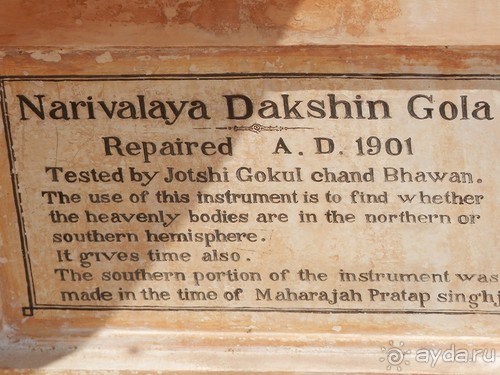 Narivalaya Dakshin Gola
Repaired A. D. 1901
Tested by Jotshi Gokul chand Bhawan.
The use of this instrument is to find whether
the heavenly bodies are in the northern or
southern hemisphere.
It gives time also.
The southern portion of the instrument was
made in the time of Maharajah Pratap singhj
ayda.ru